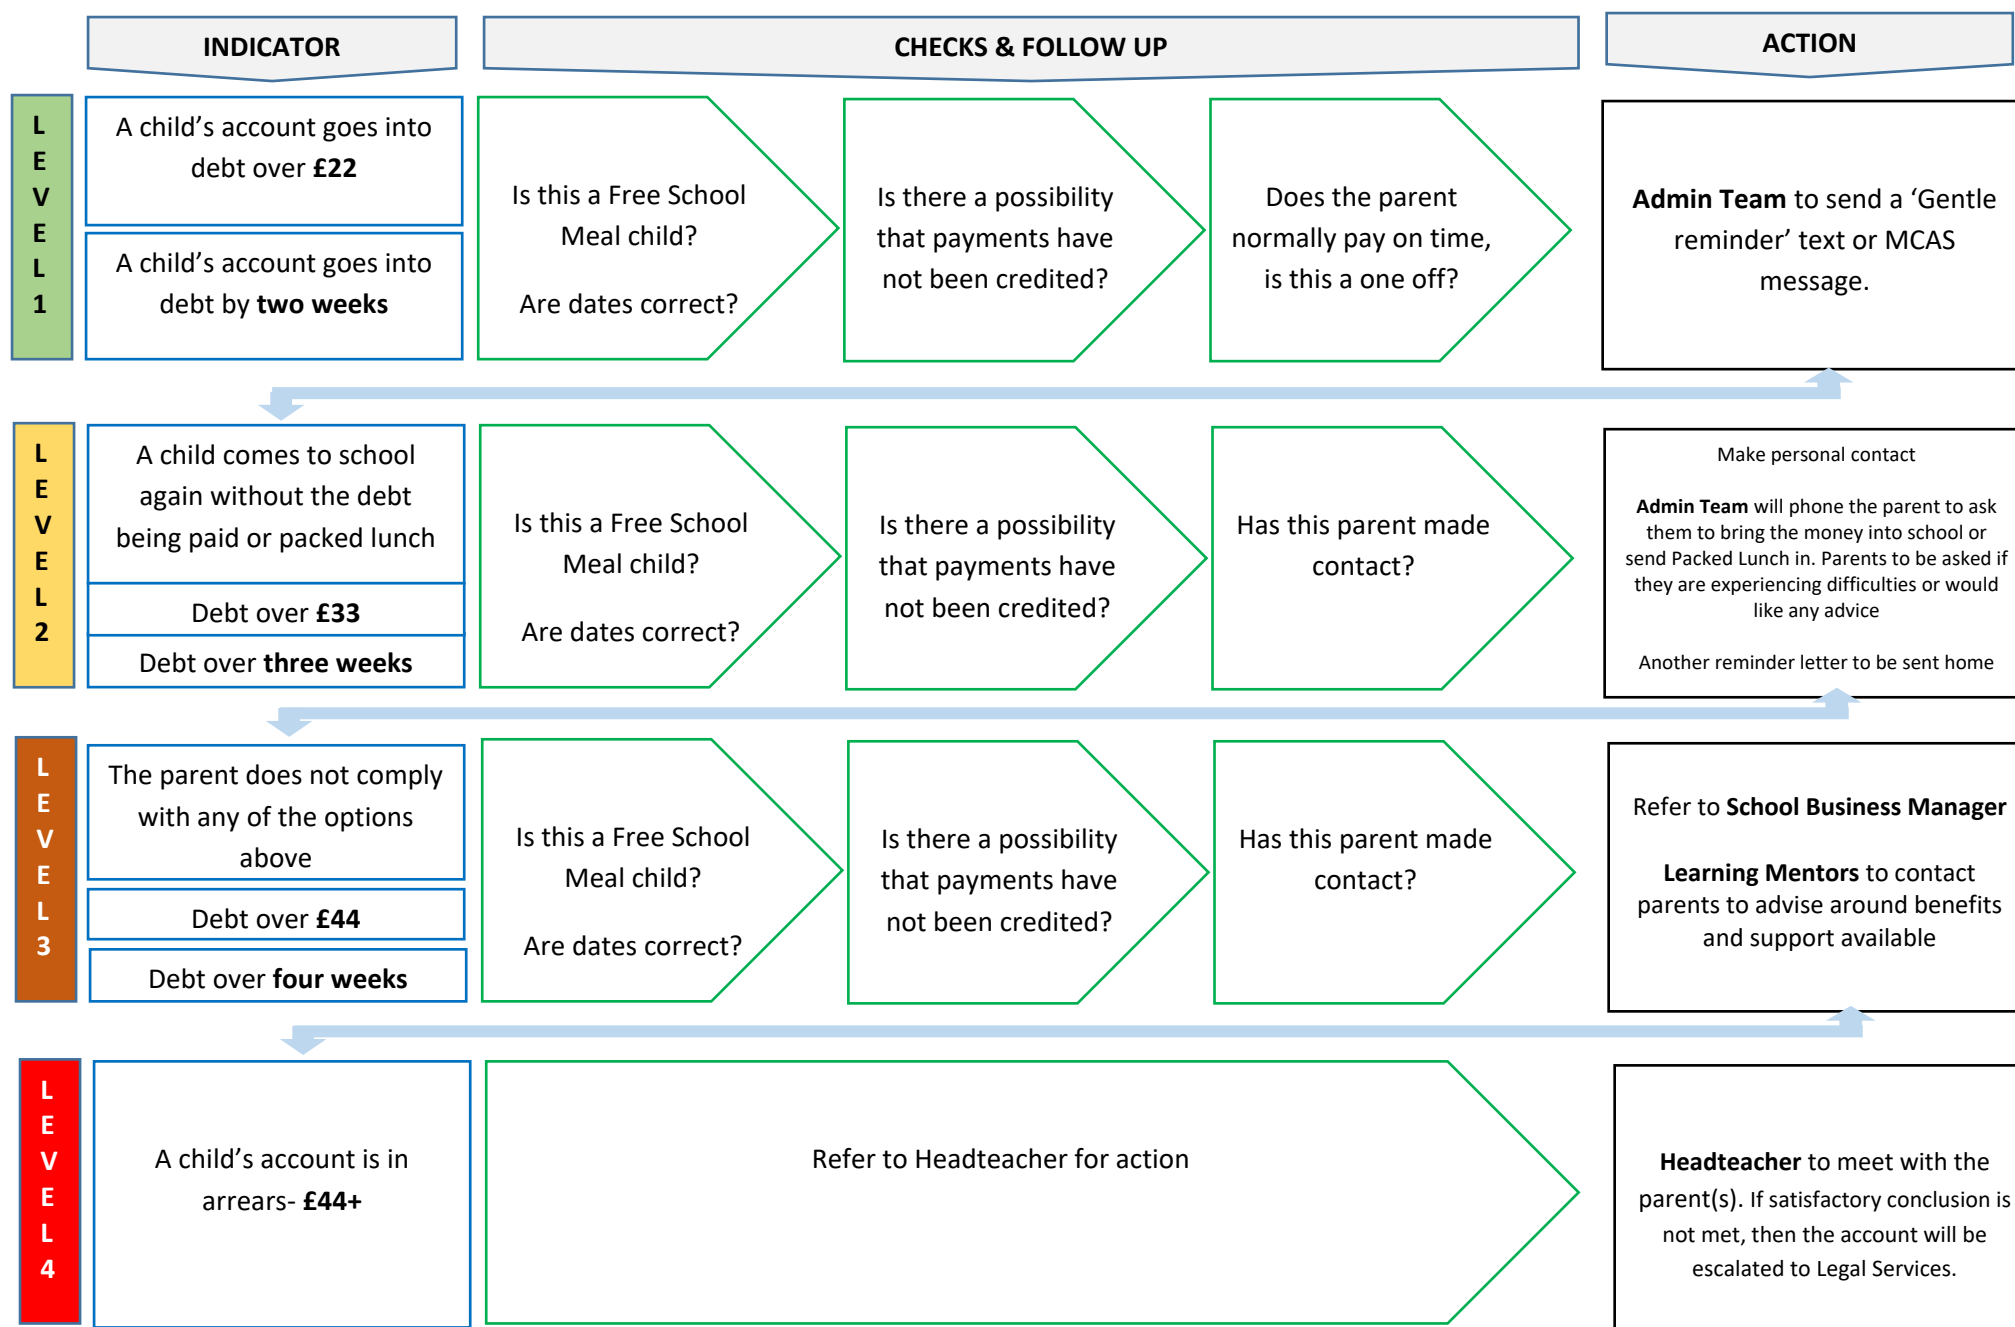 INDICATOR
CHECKS & FOLLOW UP
ACTION
L
E
V
E
L
1
A child’s account goes into
debt over £22
A child’s account goes into
debt by two weeks
Is this a Free School
Meal child?
Are dates correct?
Is there a possibility
that payments have
not been credited?
Does the parent
normally pay on time,
is this a one off?
Admin Team to send a ‘Gentle
reminder’ text or MCAS
message.
L
E
V
E
L
2
A child comes to school
again without the debt
being paid or packed lunch
Debt over £33
Debt over three weeks
Is this a Free School
Meal child?
Are dates correct?
Is there a possibility
that payments have
not been credited?
Has this parent made
contact?
Make personal contact
Admin Team will phone the parent to ask
them to bring the money into school or
send Packed Lunch in. Parents to be asked if
they are experiencing difficulties or would
like any advice
Another reminder letter to be sent home
L
E
V
E
L
3
The parent does not comply
with any of the options
above
Debt over £44
Debt over four weeks
Is this a Free School
Meal child?
Are dates correct?
Is there a possibility
that payments have
not been credited?
Has this parent made
contact?
Refer to School Business Manager
Learning Mentors to contact
parents to advise around benefits
and support available
L
E
V
E
L
4
A child’s account is in
arrears- £44+
Refer to Headteacher for action
Headteacher to meet with the
parent(s). If satisfactory conclusion is
not met, then the account will be
escalated to Legal Services.